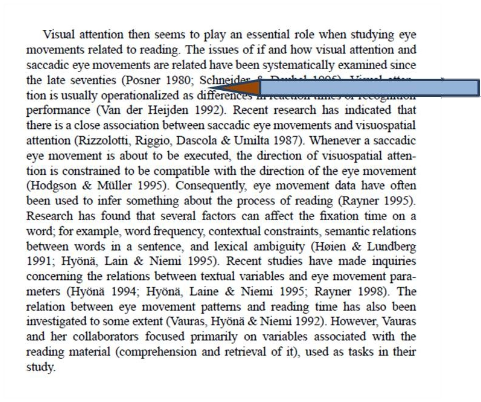 Visual attention then seems to play an essential role when studying eye
movements related to reading. The issues of if and how visual attention and
saccadic eye movements are related have been systematically examined since
the late seventies (Posner 1980; Schneider &
tion is usually operationalized as differences in
performance (Van der Heijden 1992). Recent research has indicated that
there is a close association between saccadic eye movements and visuospatial
attention (Rizzolotti, Riggio, Dascola & Umilta 1987). Whenever a saccadic
eye movement is about to be executed, the direction of visuospatial atten-
tion is constrained to be compatible with the direction of the eye movement
(Hodgson & Müller 1995). Consequently, eye movement data have often
been used to infer something about the process of reading (Rayner 1995).
Research has found that several factors can affect the fixation time on a
word; for example, word frequency, contextual constraints, semantic relations
between words in a sentence, and lexical ambiguity (Høien & Lundberg
1991; Hyönä, Lain & Niemi 1995). Recent studies have made inquiries
concerning the relations between textual variables and eye movement para-
meters (Hyönä 1994; Hyönä, Laine & Niemi 1995; Rayner 1998). The
relation between eye movement patterns and reading time has also been
investigated to some extent (Vauras, Hyönä & Niemi 1992). However, Vauras
and her collaborators focused primarily on variables associated with the
reading material (comprehension and retrieval of it), used as tasks in their
study.